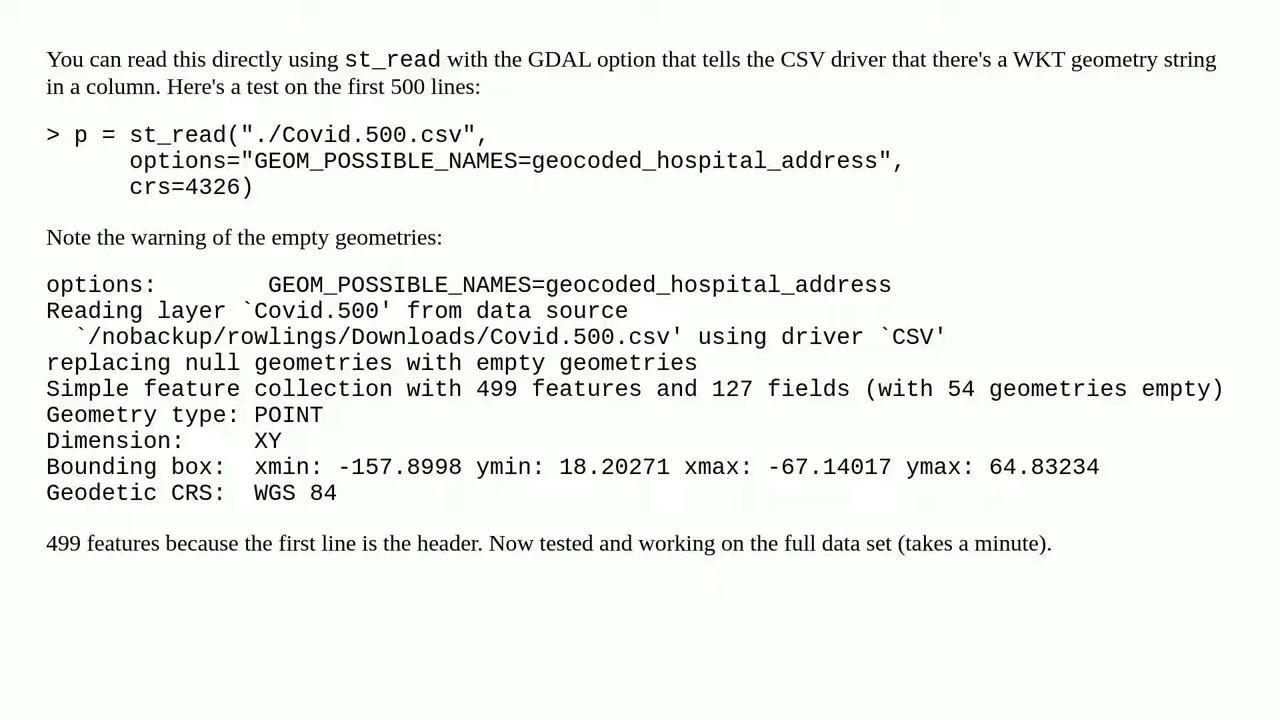 You can read this directly using st_read with the GDAL option that tells the CSV driver that there's a WKT geometry string
in a column. Here's a test on the first 500 lines:
> p = st_read("./Covid.500.csv",
options="GEOM_POSSIBLE_NAMES=geocoded_hospital_address",
crs=4326)
Note the warning of the empty geometries:
options:        GEOM_POSSIBLE_NAMES=geocoded_hospital_address
Reading layer `Covid.500' from data source
`/nobackup/rowlings/Downloads/Covid.500.csv' using driver `CSV'
replacing null geometries with empty geometries
Simple feature collection with 499 features and 127 fields (with 54 geometries empty)
Geometry type: POINT
Dimension:     XY
Bounding box:  xmin: -157.8998 ymin: 18.20271 xmax: -67.14017 ymax: 64.83234
Geodetic CRS:  WGS 84
499 features because the first line is the header. Now tested and working on the full data set (takes a minute).